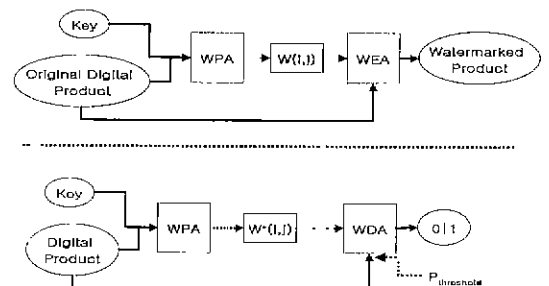 Key
WPA
W(i,j)
WEA
Watermarked
Product
Original Digital
Product
Key
WPA
W*(i,j)
WDA
0|1
Digital
Product
P threshold